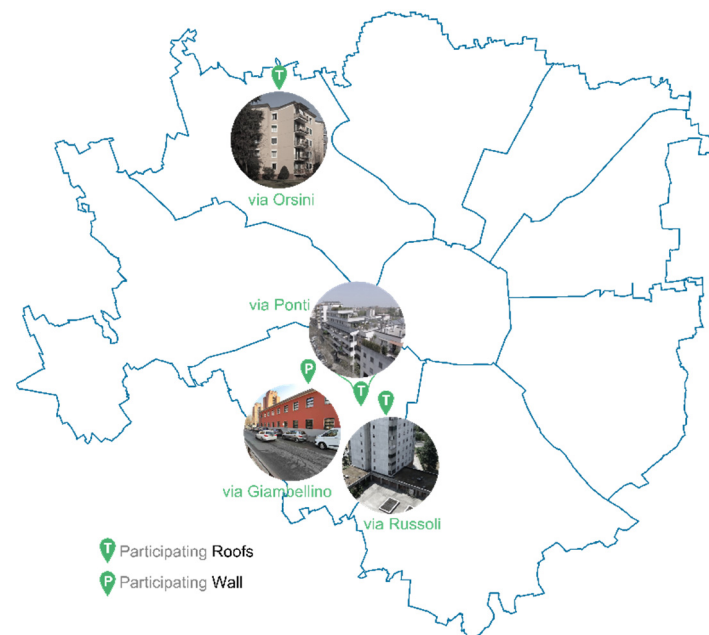 T
via Orsini
via Ponti
P
T
T
via Giambellino
via Russoli
T Participating Roofs
P Participating Wall